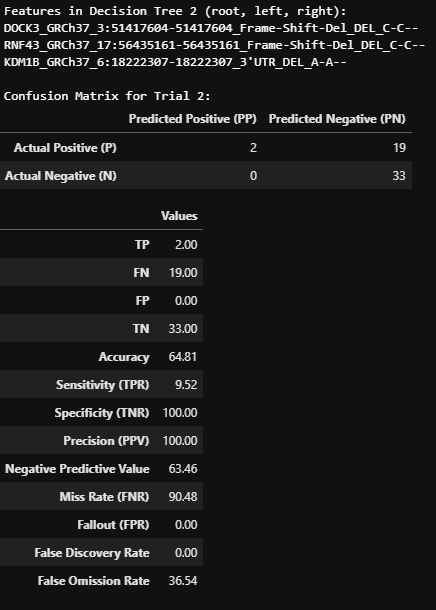 Features in Decision Tree 2 (root, left, right):
DOCK3_GRCh37_3:51417604-51417604_Frame-Shift-Del_DEL_C-C--
RNF43_GRCh37_17:56435161-56435161_Frame-Shift-Del_DEL_C-C--
KDM1B_GRCh37_6:18222307-18222307_3'UTR_DEL_A-A--
Confusion Matrix for Trial 2:
Predicted Positive (PP) Predicted Negative (PN)
Actual Positive (P) 2 19
Actual Negative (N) 0 33
Values
TP 2.00
FN 19.00
FP 0.00
TN 33.00
Accuracy 64.81
Sensitivity (TPR) 9.52
Specificity (TNR) 100.00
Precision (PPV) 100.00
Negative Predictive Value 63.46
Miss Rate (FNR) 90.48
Fallout (FPR) 0.00
False Discovery Rate 0.00
False Omission Rate 36.54